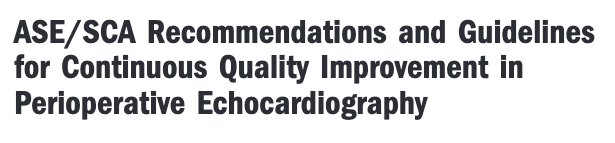 ASE/SCA Recommendations and Guidelines
for Continuous Quality Improvement in
Perioperative Echocardiography